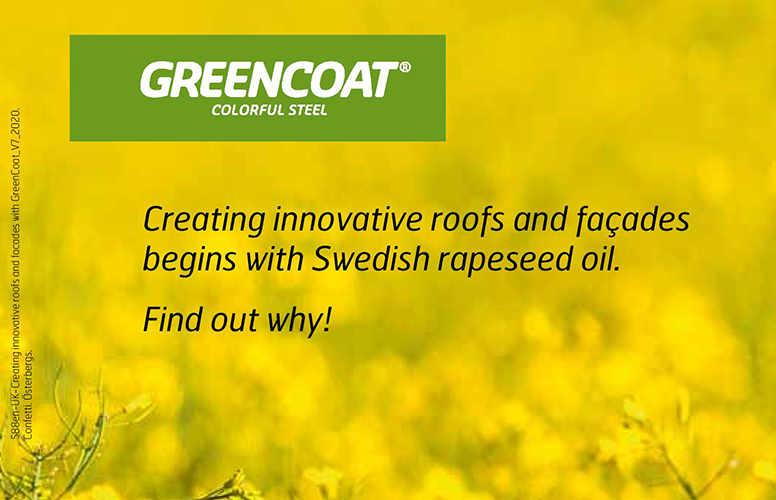 GREENCOAT®
COLORFUL STEEL
Creating innovative roofs and façades
begins with Swedish rapeseed oil.
Find out why!
588en-UK-Creating innovative roofs and facades with GreenCoat_V7_2020.
Confetti. Österbergs.